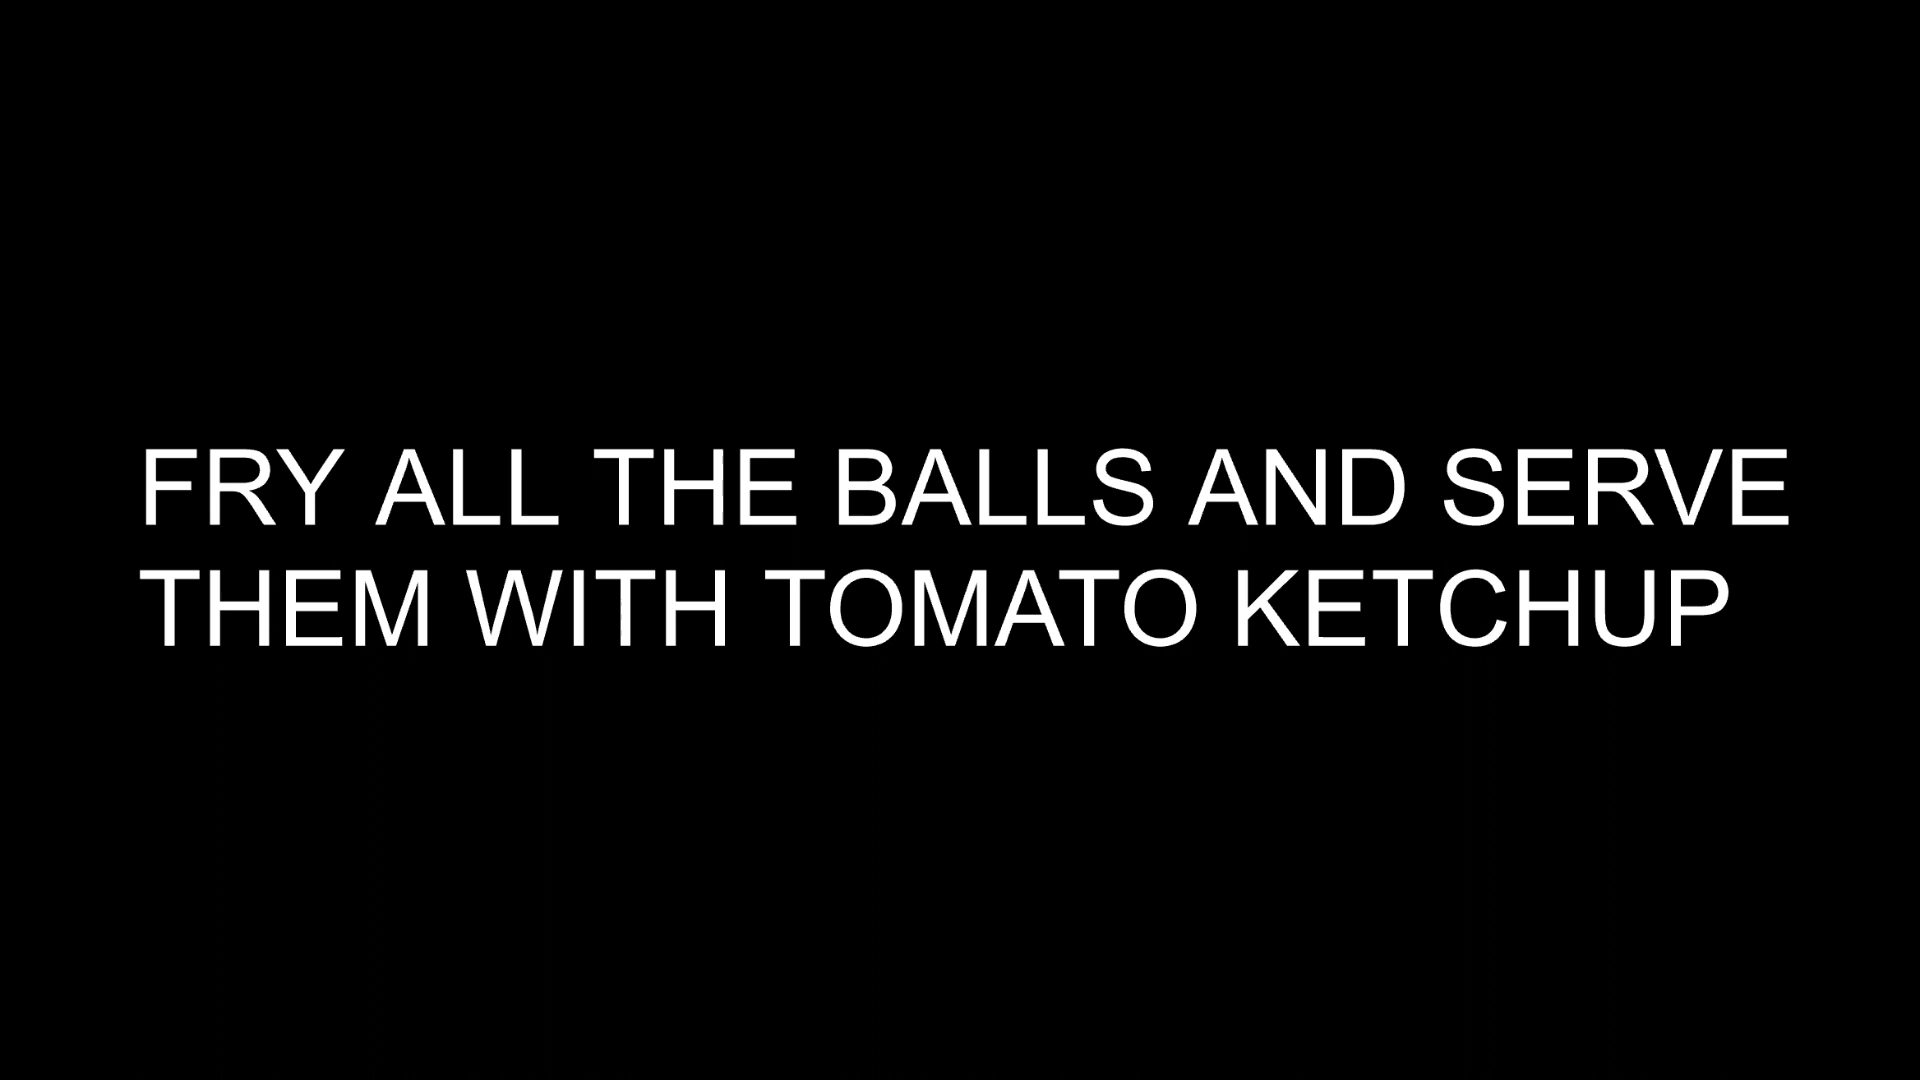 FRY ALL THE BALLS AND SERVE
THEM WITH TOMATO KETCHUP